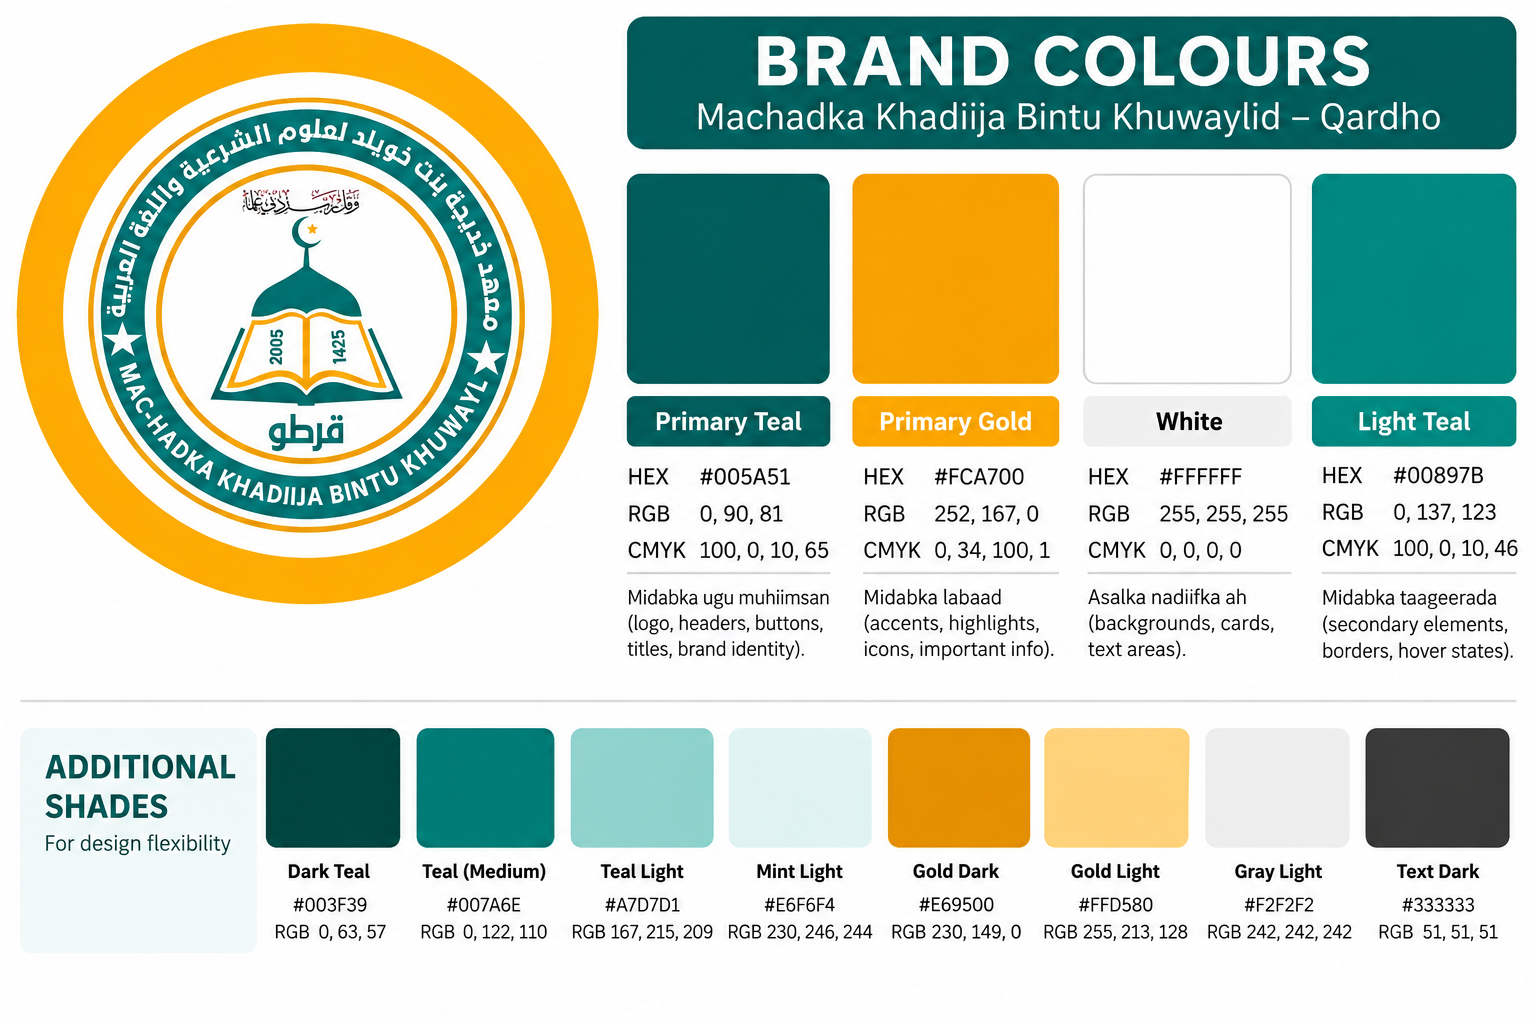 معهد خديجة بنت خويلد لعلوم الشرعية واللغة العربية
وقل رب زدني علما
2005
1425
قرطو
MAC-HADKA KHADIIJA BINTU KHUWAYL
BRAND COLOURS
Machadka Khadiija Bintu Khuwaylid – Qardho
Primary Teal
HEX #005A51
RGB 0, 90, 81
CMYK 100, 0, 10, 65
Midabka ugu muhiimsan
(logo, headers, buttons,
titles, brand identity).
Primary Gold
HEX #FCA700
RGB 252, 167, 0
CMYK 0, 34, 100, 1
Midabka labaad
(accents, highlights,
icons, important info).
White
HEX #FFFFFF
RGB 255, 255, 255
CMYK 0, 0, 0, 0
Asalka nadiifka ah
(backgrounds, cards,
text areas).
Light Teal
HEX #00897B
RGB 0, 137, 123
CMYK 100, 0, 10, 46
Midabka taageerada
(secondary elements,
borders, hover states).
ADDITIONAL
SHADES
For design flexibility
Dark Teal
#003F39
RGB 0, 63, 57
Teal (Medium)
#007A6E
RGB 0, 122, 110
Teal Light
#A7D7D1
RGB 167, 215, 209
Mint Light
#E6F6F4
RGB 230, 246, 244
Gold Dark
#E69500
RGB 230, 149, 0
Gold Light
#FFD580
RGB 255, 213, 128
Gray Light
#F2F2F2
RGB 242, 242, 242
Text Dark
#333333
RGB 51, 51, 51